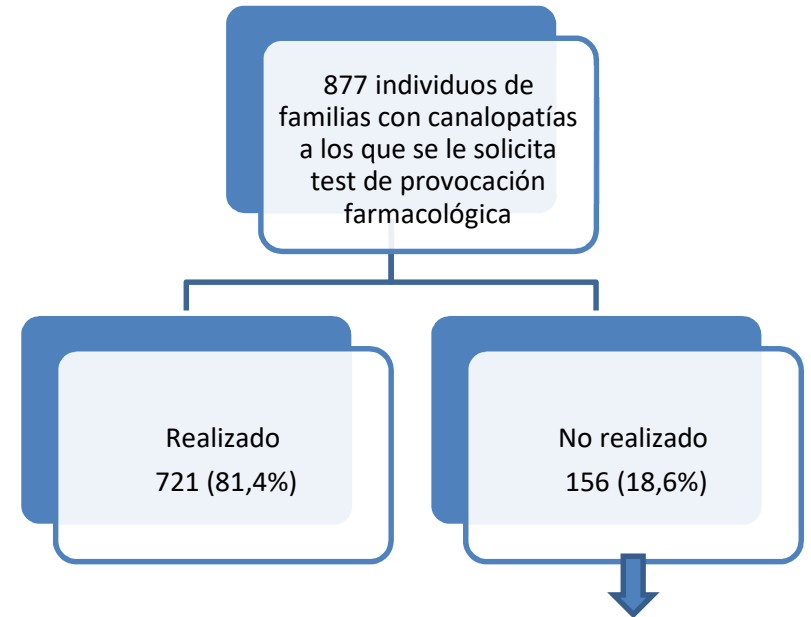 877 individuos de
familias con canalopatías
a los que se le solicita
test de provocación
farmacológica
Realizado
721 (81,4%)
No realizado
156 (18,6%)